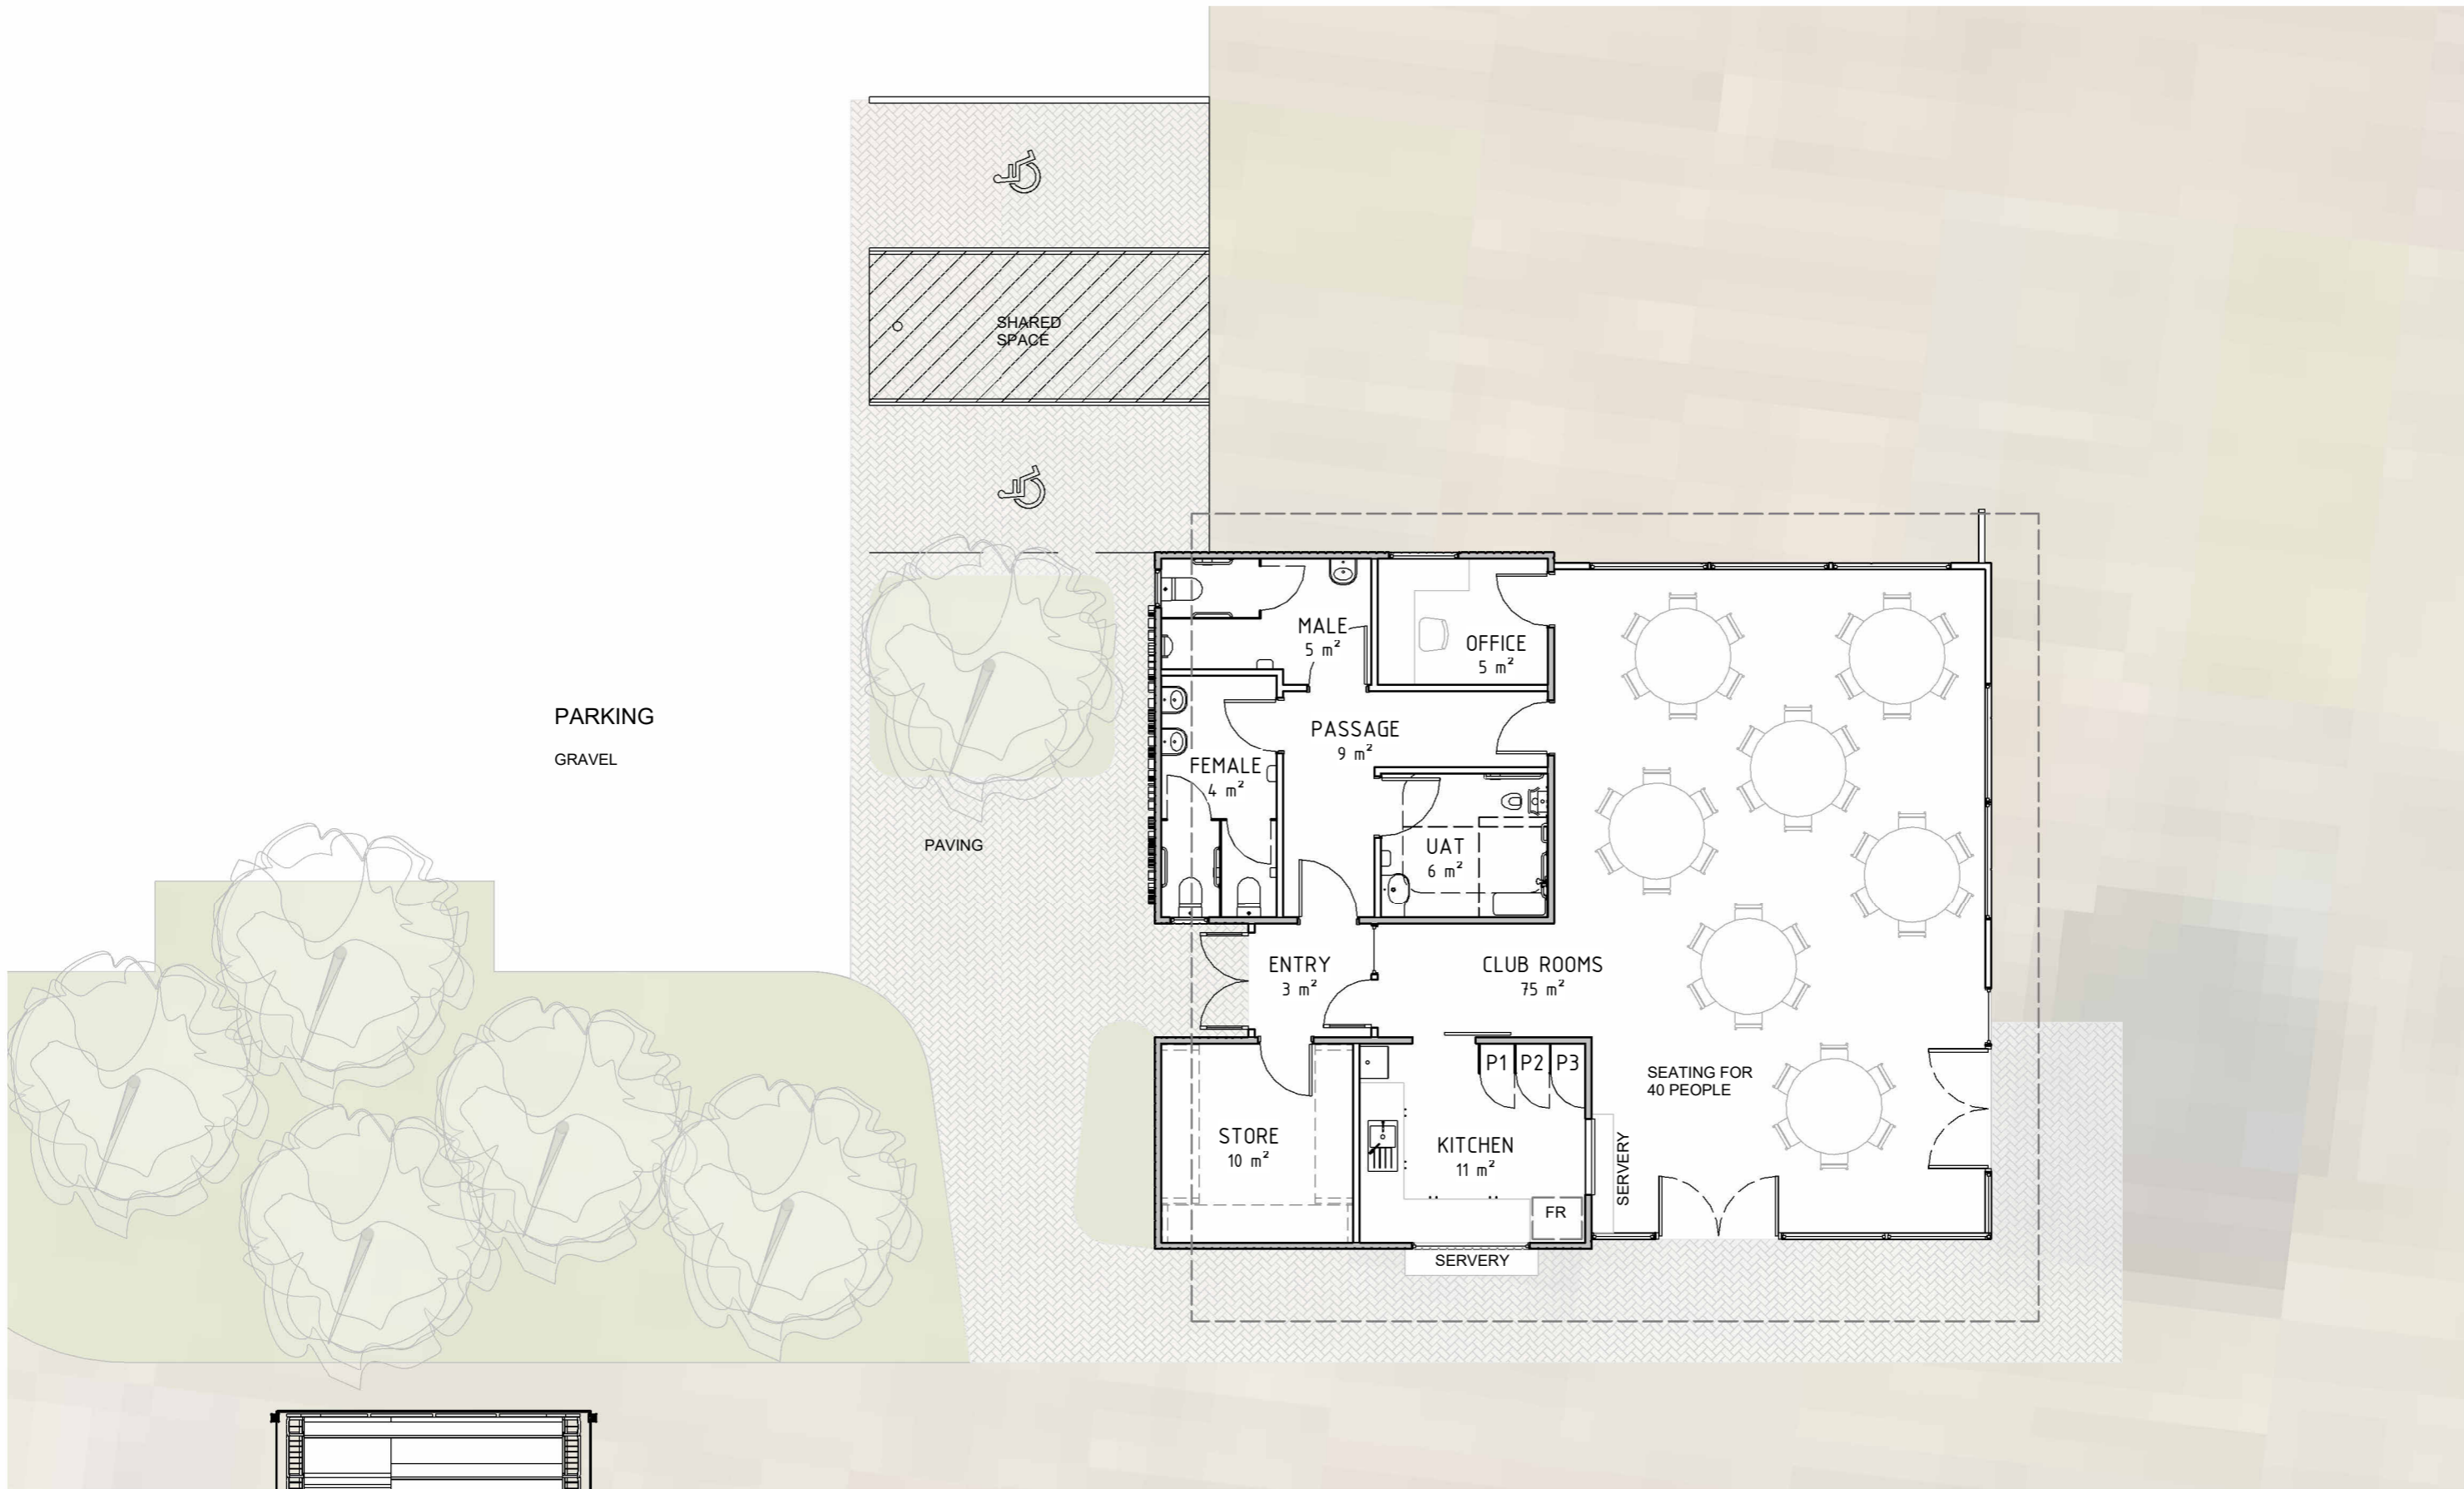 SHARED
SPACE
MALE
5 m²
OFFICE
5 m²
PARKING
GRAVEL
PASSAGE
9 m²
FEMALE
4 m²
PAVING
UAT
6 m²
ENTRY
3 m²
CLUB ROOMS
75 m²
P1 P2 P3
SEATING FOR
40 PEOPLE
STORE
10 m²
KITCHEN
11 m²
SERVERY
FR
SERVERY